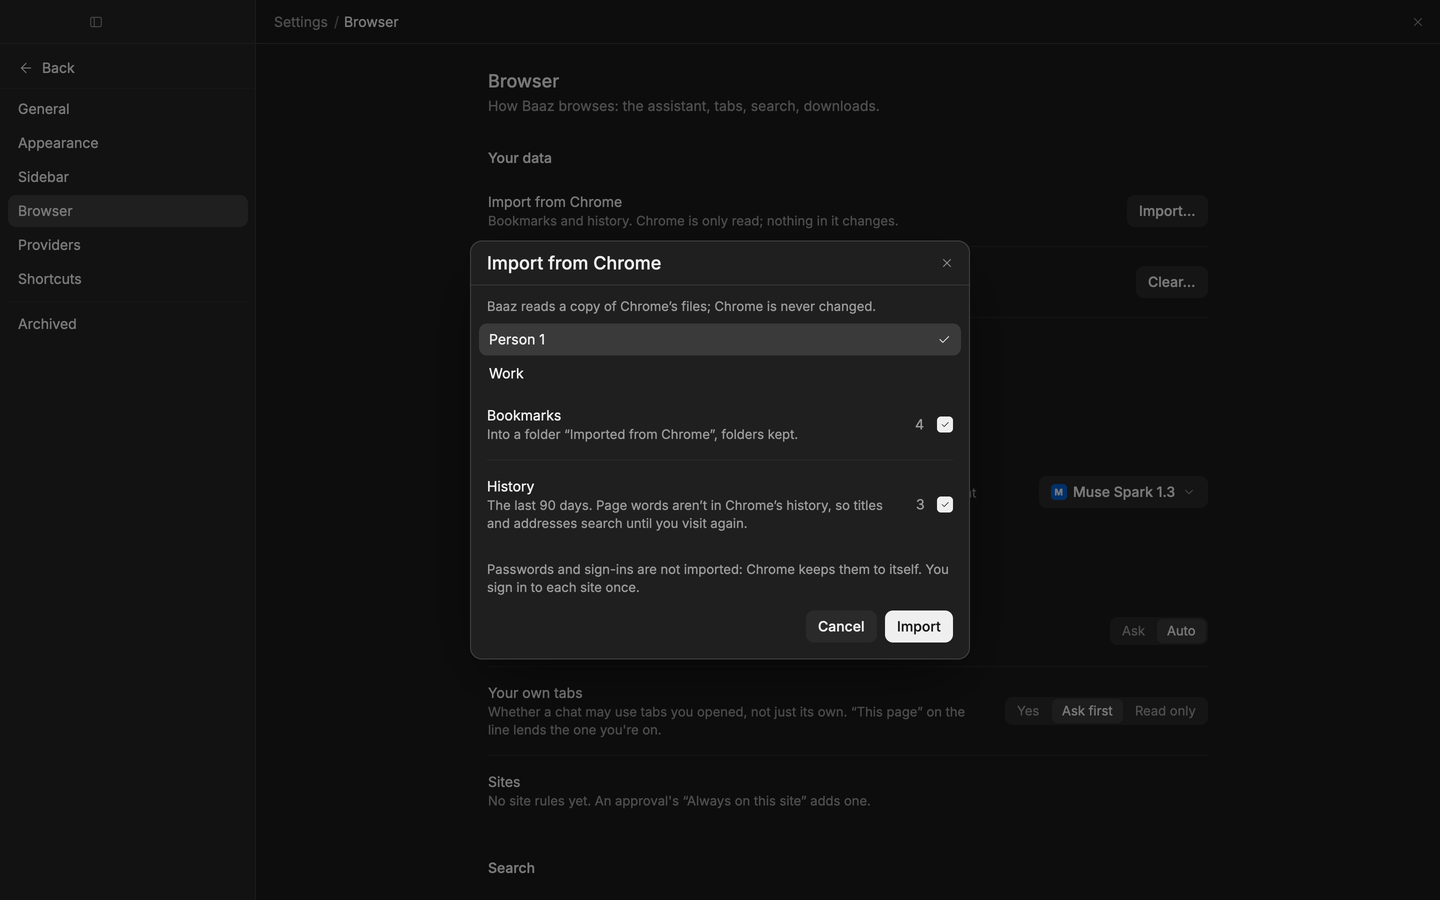 Settings / Browser
Back
General
Appearance
Sidebar
Browser
Providers
Shortcuts
Archived
Browser
How Baaz browses: the assistant, tabs, search, downloads.
Your data
Import from Chrome
Bookmarks and history. Chrome is only read; nothing in it changes.
Import...
Clear...
Import from Chrome
Baaz reads a copy of Chrome’s files; Chrome is never changed.
Person 1
Work
Bookmarks
Into a folder “Imported from Chrome”, folders kept.
4
History
The last 90 days. Page words aren’t in Chrome’s history, so titles
and addresses search until you visit again.
3
Passwords and sign-ins are not imported: Chrome keeps them to itself. You
sign in to each site once.
Cancel
Import
M Muse Spark 1.3
Ask
Auto
Your own tabs
Whether a chat may use tabs you opened, not just its own. “This page” on the
line lends the one you're on.
Yes
Ask first
Read only
Sites
No site rules yet. An approval's “Always on this site” adds one.
Search